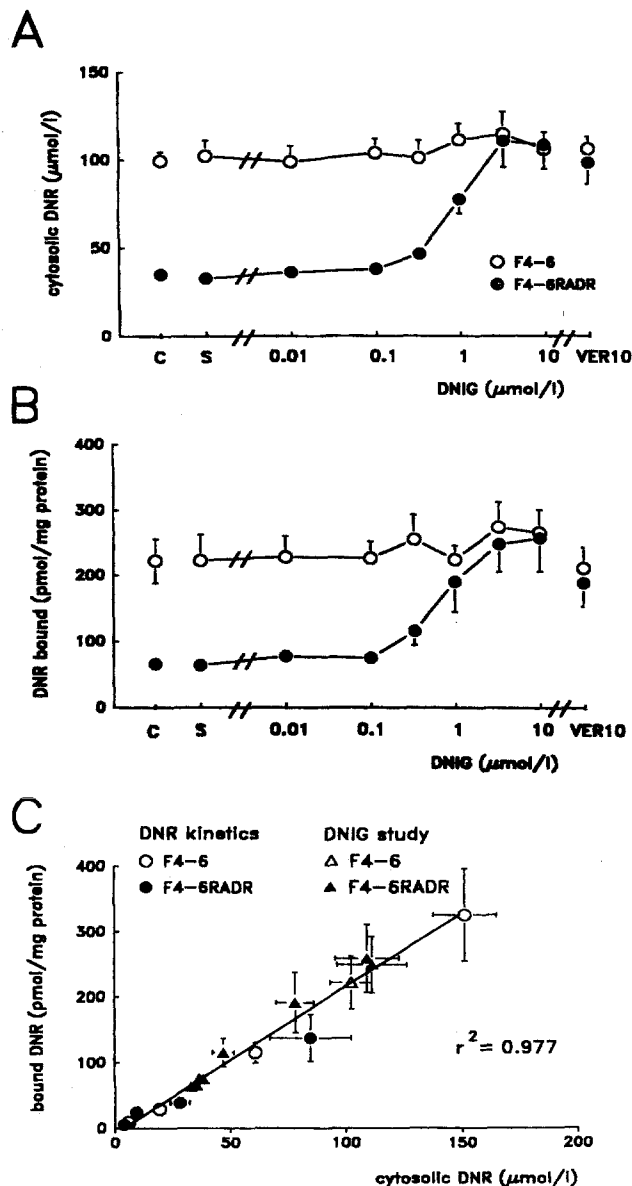 A
150
100
50
0
cytosolic DNR (μmol/l)
F4-6
F4-6RADR
C S 0.01 0.1 1 10 VER10
DNIG (μmol/l)
B
400
300
200
100
0
DNR bound (pmol/mg protein)
C S 0.01 0.1 1 10 VER10
DNIG (μmol/l)
C
DNR kinetics DNIG study
F4-6 F4-6
F4-6RADR F4-6RADR
400
300
200
100
0
bound DNR (pmol/mg protein)
r² = 0.977
0 50 100 150 200
cytosolic DNR (μmol/l)